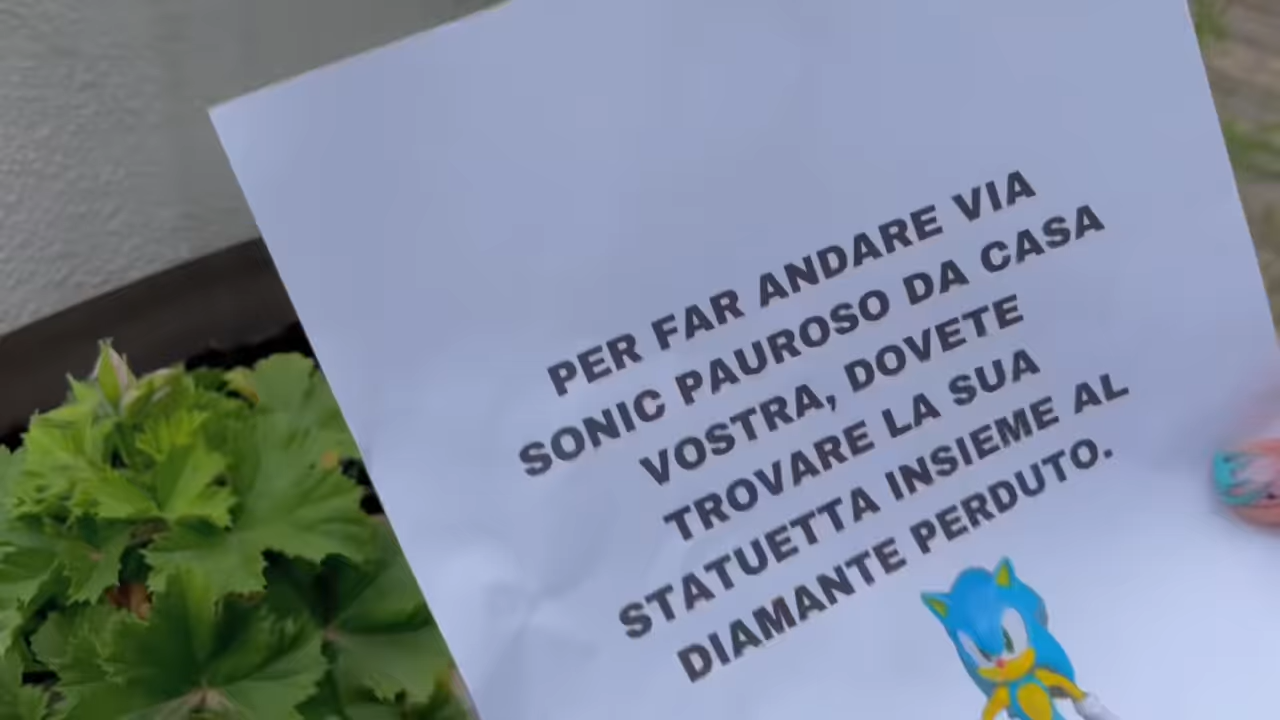 PER FAR ANDARE VIA
SONIC PAUROSO DA CASA
VOSTRA, DOVETE
TROVARE LA SUA
STATUETTA INSIEME AL
DIAMANTE PERDUTO.